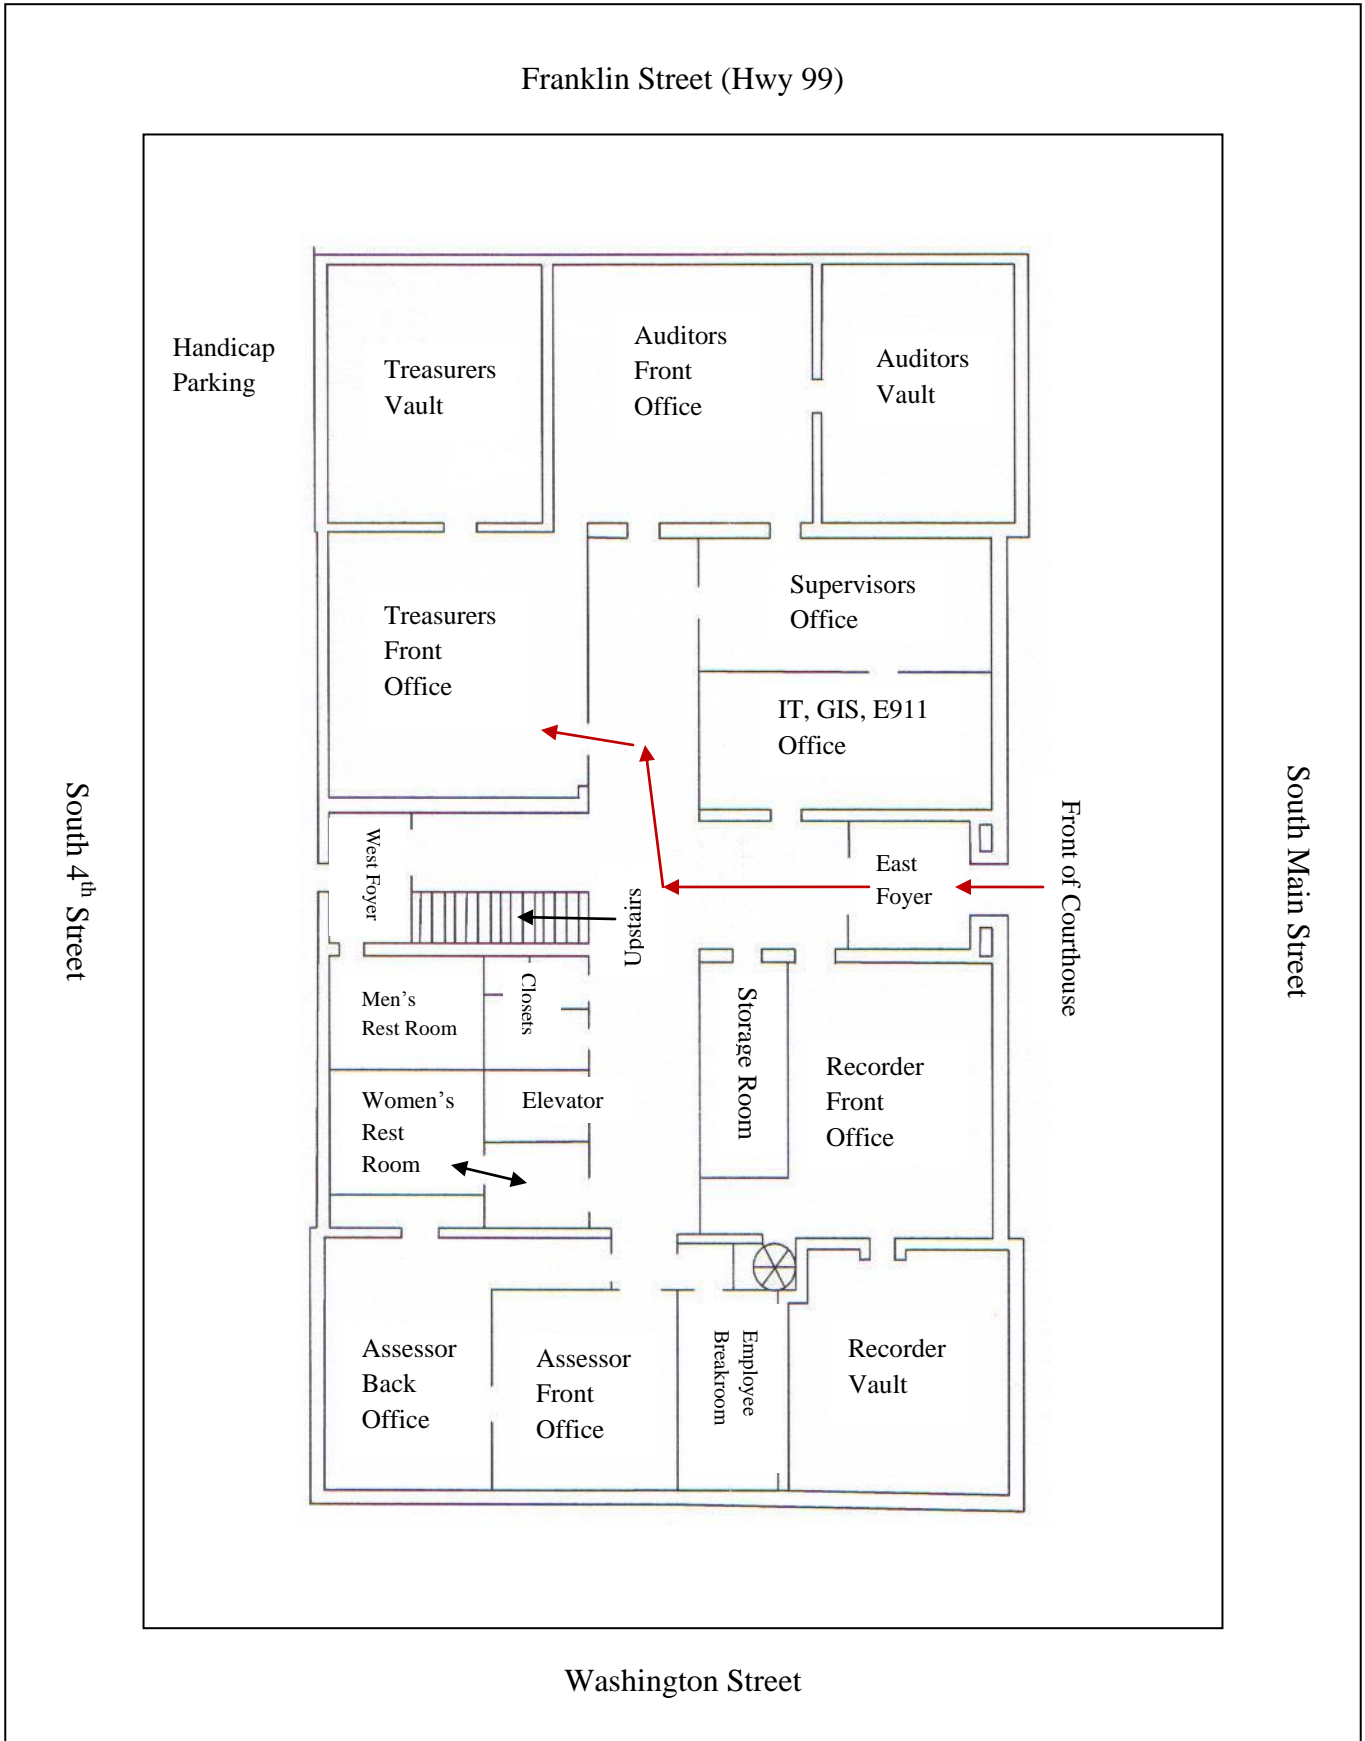 Franklin Street (Hwy 99)
Handicap
Parking
Treasurers
Vault
Auditors
Front
Office
Auditors
Vault
Treasurers
Front
Office
Supervisors
Office
IT, GIS, E911
Office
South 4th Street
West Foyer
Upstairs
East
Foyer
Front of Courthouse
South Main Street
Men's
Rest Room
Closets
Storage Room
Women's
Rest
Room
Elevator
Recorder
Front
Office
Assessor
Back
Office
Assessor
Front
Office
Employee
Breakroom
Recorder
Vault
Washington Street